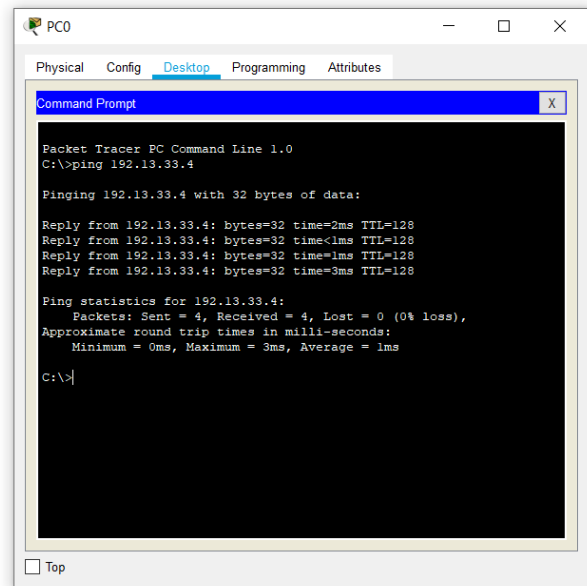 PC0
Physical Config Desktop Programming Attributes
Command Prompt X
Packet Tracer PC Command Line 1.0
C:\>ping 192.13.33.4
Pinging 192.13.33.4 with 32 bytes of data:
Reply from 192.13.33.4: bytes=32 time=2ms TTL=128
Reply from 192.13.33.4: bytes=32 time<1ms TTL=128
Reply from 192.13.33.4: bytes=32 time=1ms TTL=128
Reply from 192.13.33.4: bytes=32 time=3ms TTL=128
Ping statistics for 192.13.33.4:
Packets: Sent = 4, Received = 4, Lost = 0 (0% loss),
Approximate round trip times in milli-seconds:
Minimum = 0ms, Maximum = 3ms, Average = 1ms
C:\>
Top